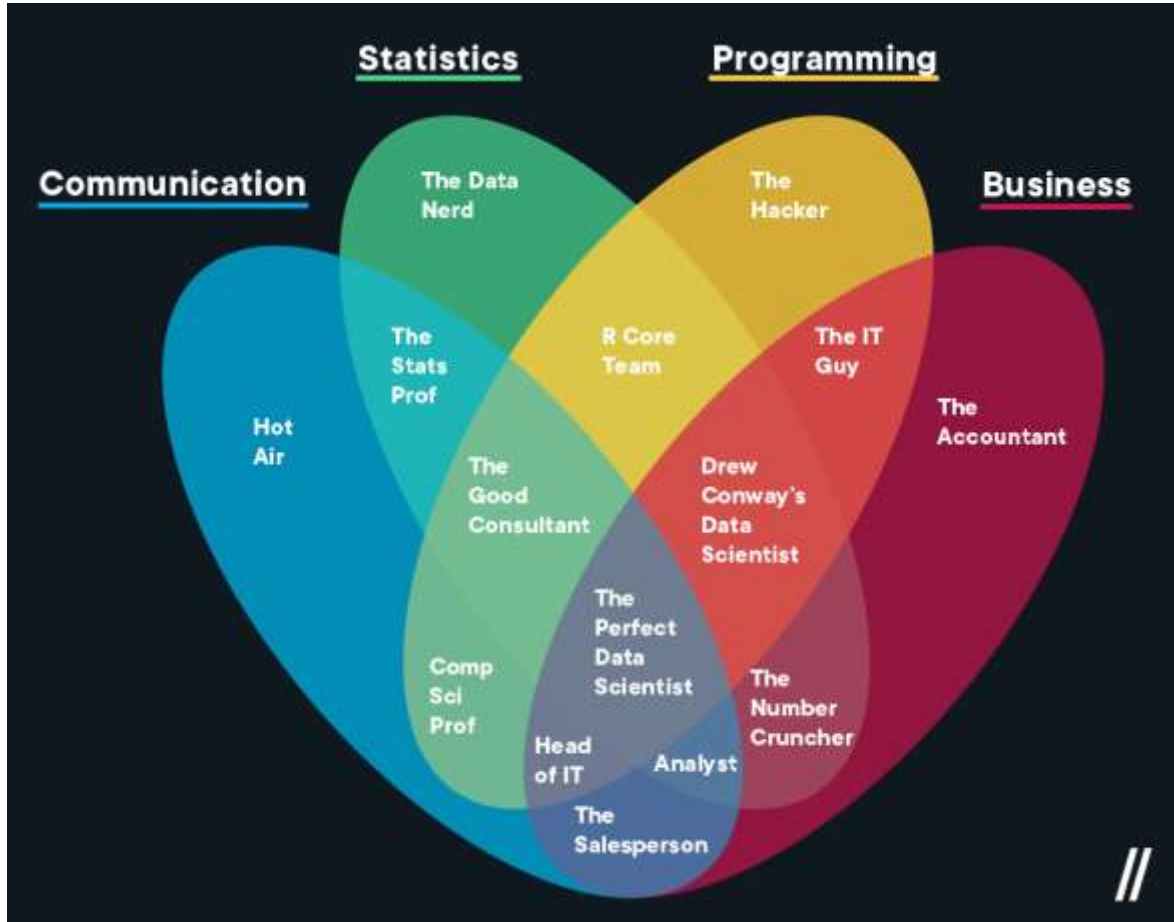 Statistics
Programming
Communication
Business
The Data
Nerd
The
Hacker
The
Stats
Prof
R Core
Team
The IT
Guy
Hot
Air
The
Accountant
The
Good
Consultant
Drew
Conway's
Data
Scientist
The
Perfect
Data
Scientist
Comp
Sci
Prof
The
Number
Cruncher
Head
of IT
Analyst
The
Salesperson
//